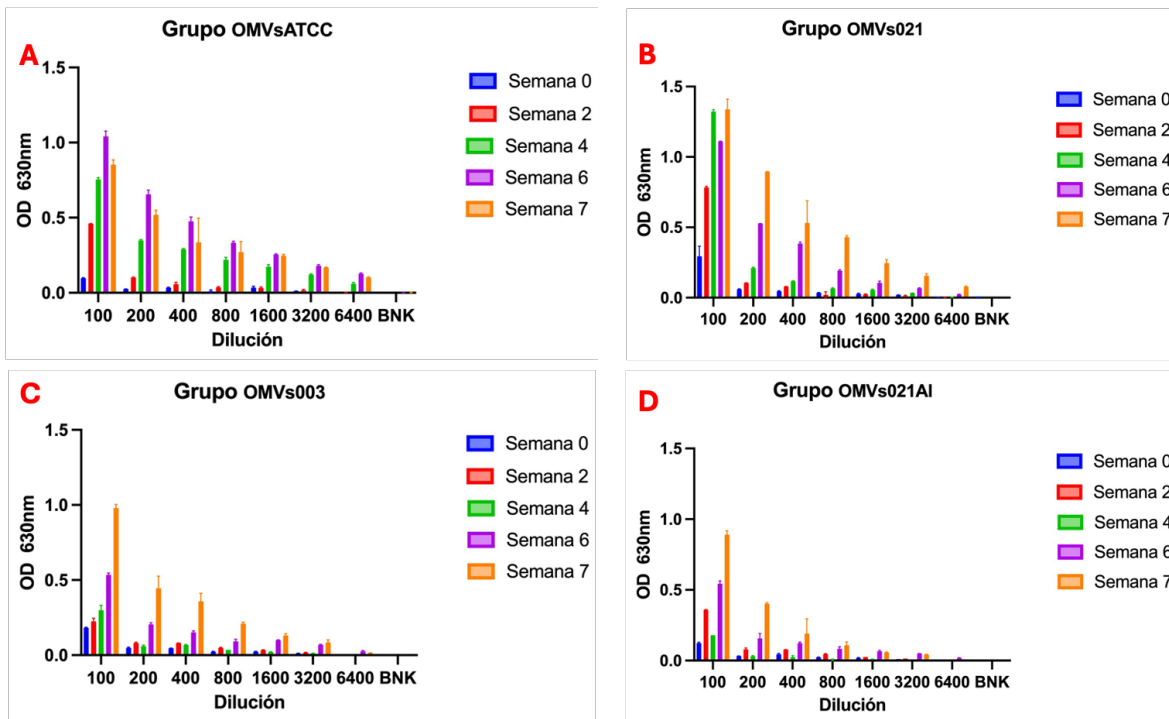 A
Grupo OMVsATCC
OD 630nm
1.5
1.0
0.5
0.0
100 200 400 800 1600 3200 6400 BNK
Dilución
Semana 0
Semana 2
Semana 4
Semana 6
Semana 7
B
Grupo OMVs021
OD 630nm
1.5
1.0
0.5
0.0
100 200 400 800 1600 3200 6400 BNK
Dilución
Semana 0
Semana 2
Semana 4
Semana 6
Semana 7
C
Grupo OMVs003
OD 630nm
1.5
1.0
0.5
0.0
100 200 400 800 1600 3200 6400 BNK
Dilución
Semana 0
Semana 2
Semana 4
Semana 6
Semana 7
D
Grupo OMVs021Al
OD 630nm
1.5
1.0
0.5
0.0
100 200 400 800 1600 3200 6400 BNK
Dilución
Semana 0
Semana 2
Semana 4
Semana 6
Semana 7